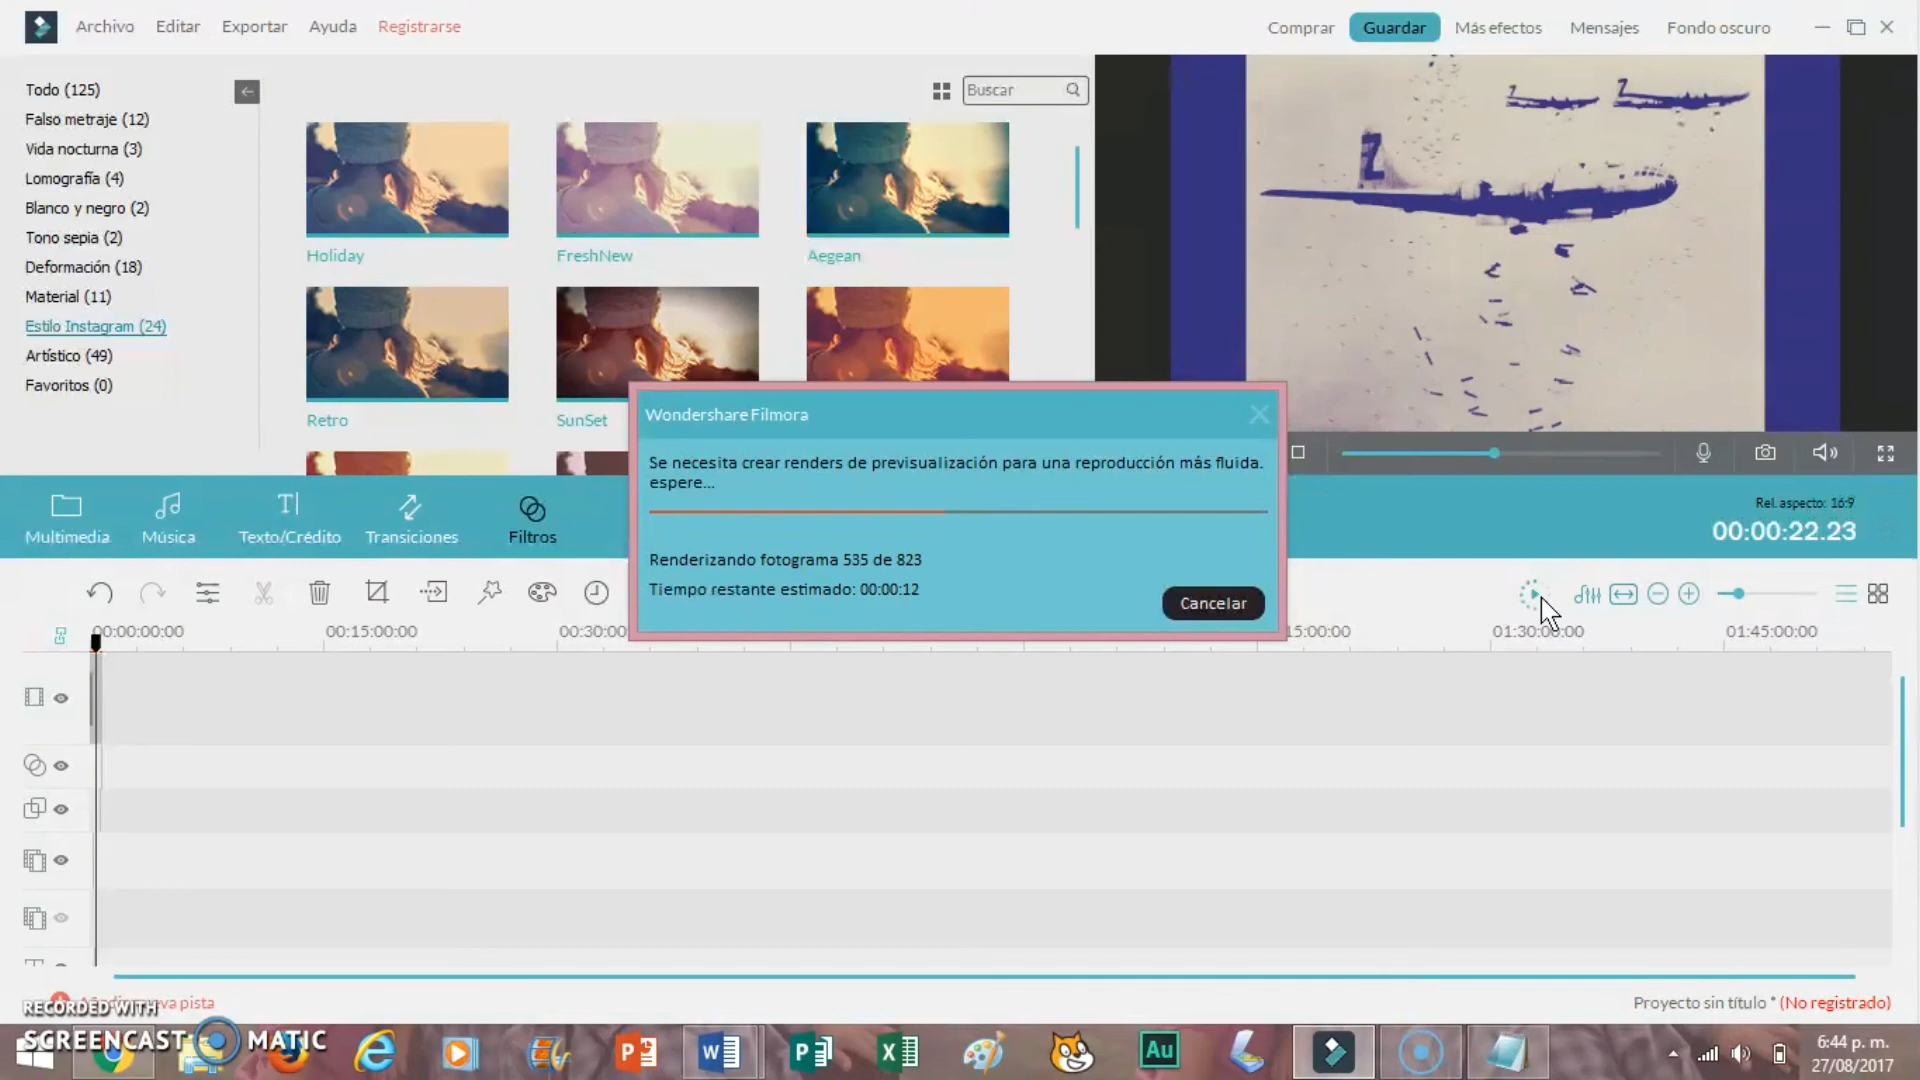 Archivo Editar Exportar Ayuda Registrarse
Comprar Guardar Más efectos Mensajes Fondo oscuro
Todo (125)
Falso metraje (12)
Vida nocturna (3)
Lomografía (4)
Blanco y negro (2)
Tono sepia (2)
Deformación (18)
Material (11)
Estilo Instagram (24)
Artístico (49)
Favoritos (0)
Buscar
Holiday FreshNew Aegean
Retro SunSet
Z
Z
Z
Wondershare Filmora
Se necesita crear renders de previsualización para una reproducción más fluida.
espere...
Renderizando fotograma 535 de 823
Tiempo restante estimado: 00:00:12
Cancelar
Multimedia Música Texto/Crédito Transiciones Filtros
Rel. aspecto: 16:9
00:00:22.23
00:00:00:00 00:15:00:00 00:30:0 15:00:00 01:30:00:00 01:45:00:00
nueva pista
Proyecto sin título * (No registrado)
RECORDED WITH
SCREENCAST MATIC
Au
6:44 p. m.
27/08/2017